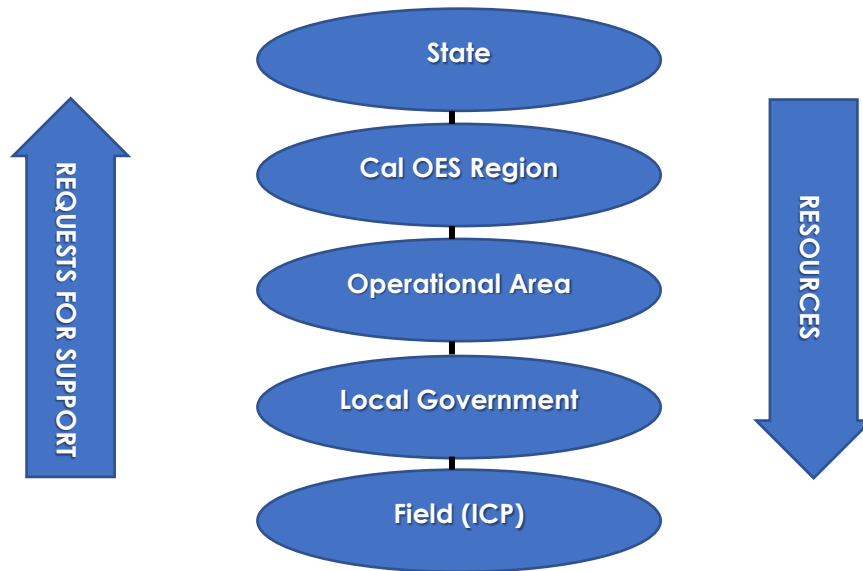 State
Cal OES Region
Operational Area
Local Government
Field (ICP)
REQUESTS FOR SUPPORT
RESOURCES